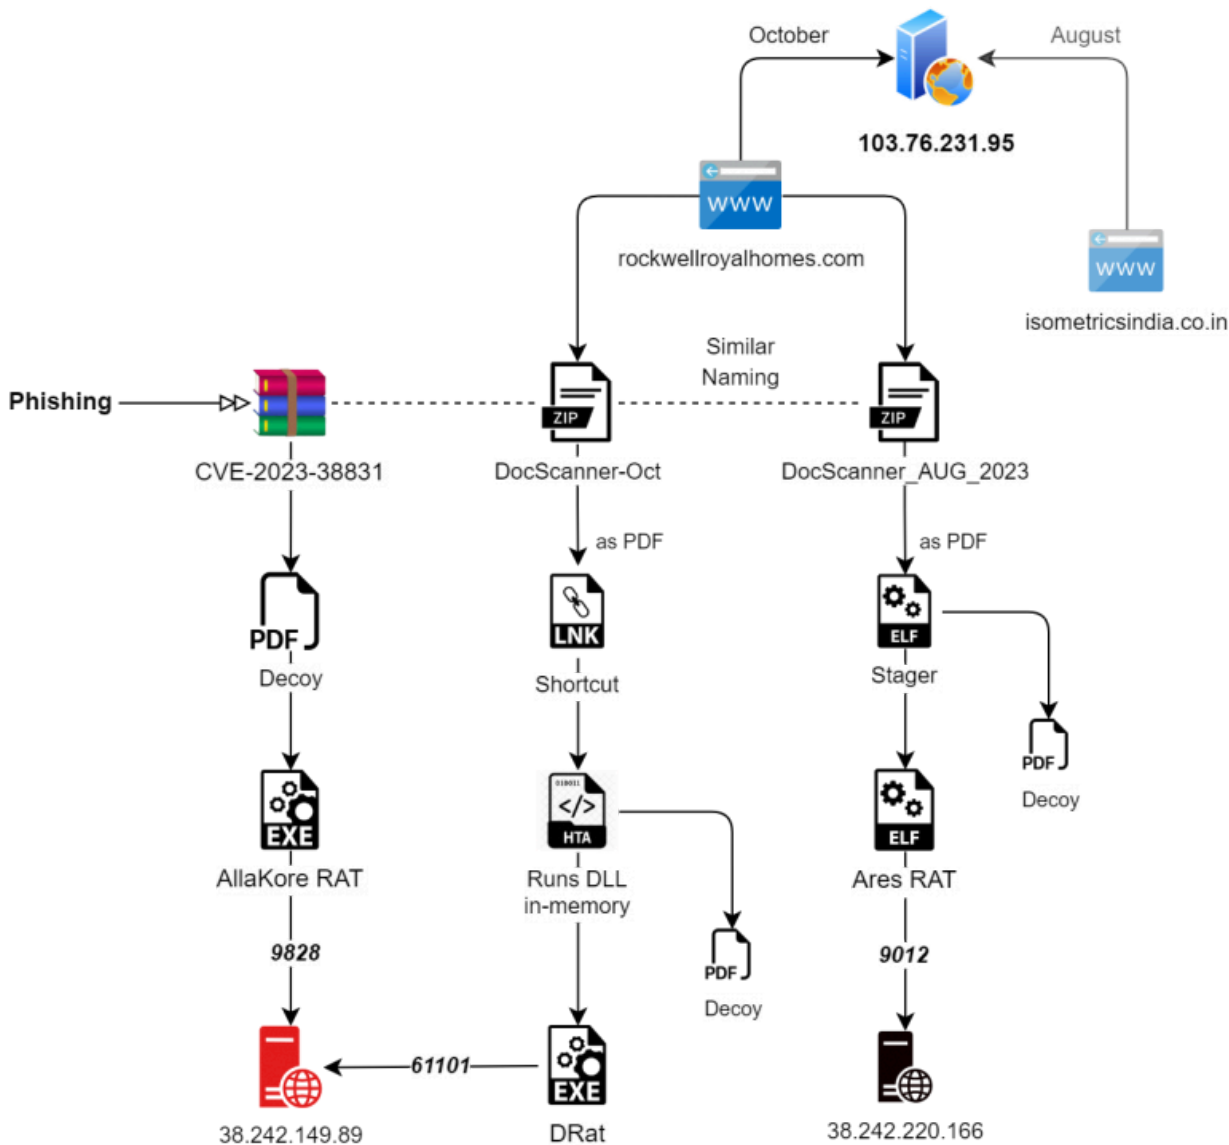 October
August
103.76.231.95
WWW
rockwellroyalhomes.com
WWW
isometricsindia.co.in
Similar
Naming
Phishing
ZIP
ZIP
CVE-2023-38831
DocScanner-Oct
DocScanner_AUG_2023
as PDF
as PDF
PDF
Decoy
LNK
Shortcut
ELF
Stager
PDF
Decoy
EXE
AllaKore RAT
010011
</>
HTA
Runs DLL
in-memory
ELF
Ares RAT
9828
PDF
Decoy
9012
61101
EXE
38.242.149.89
DRat
38.242.220.166